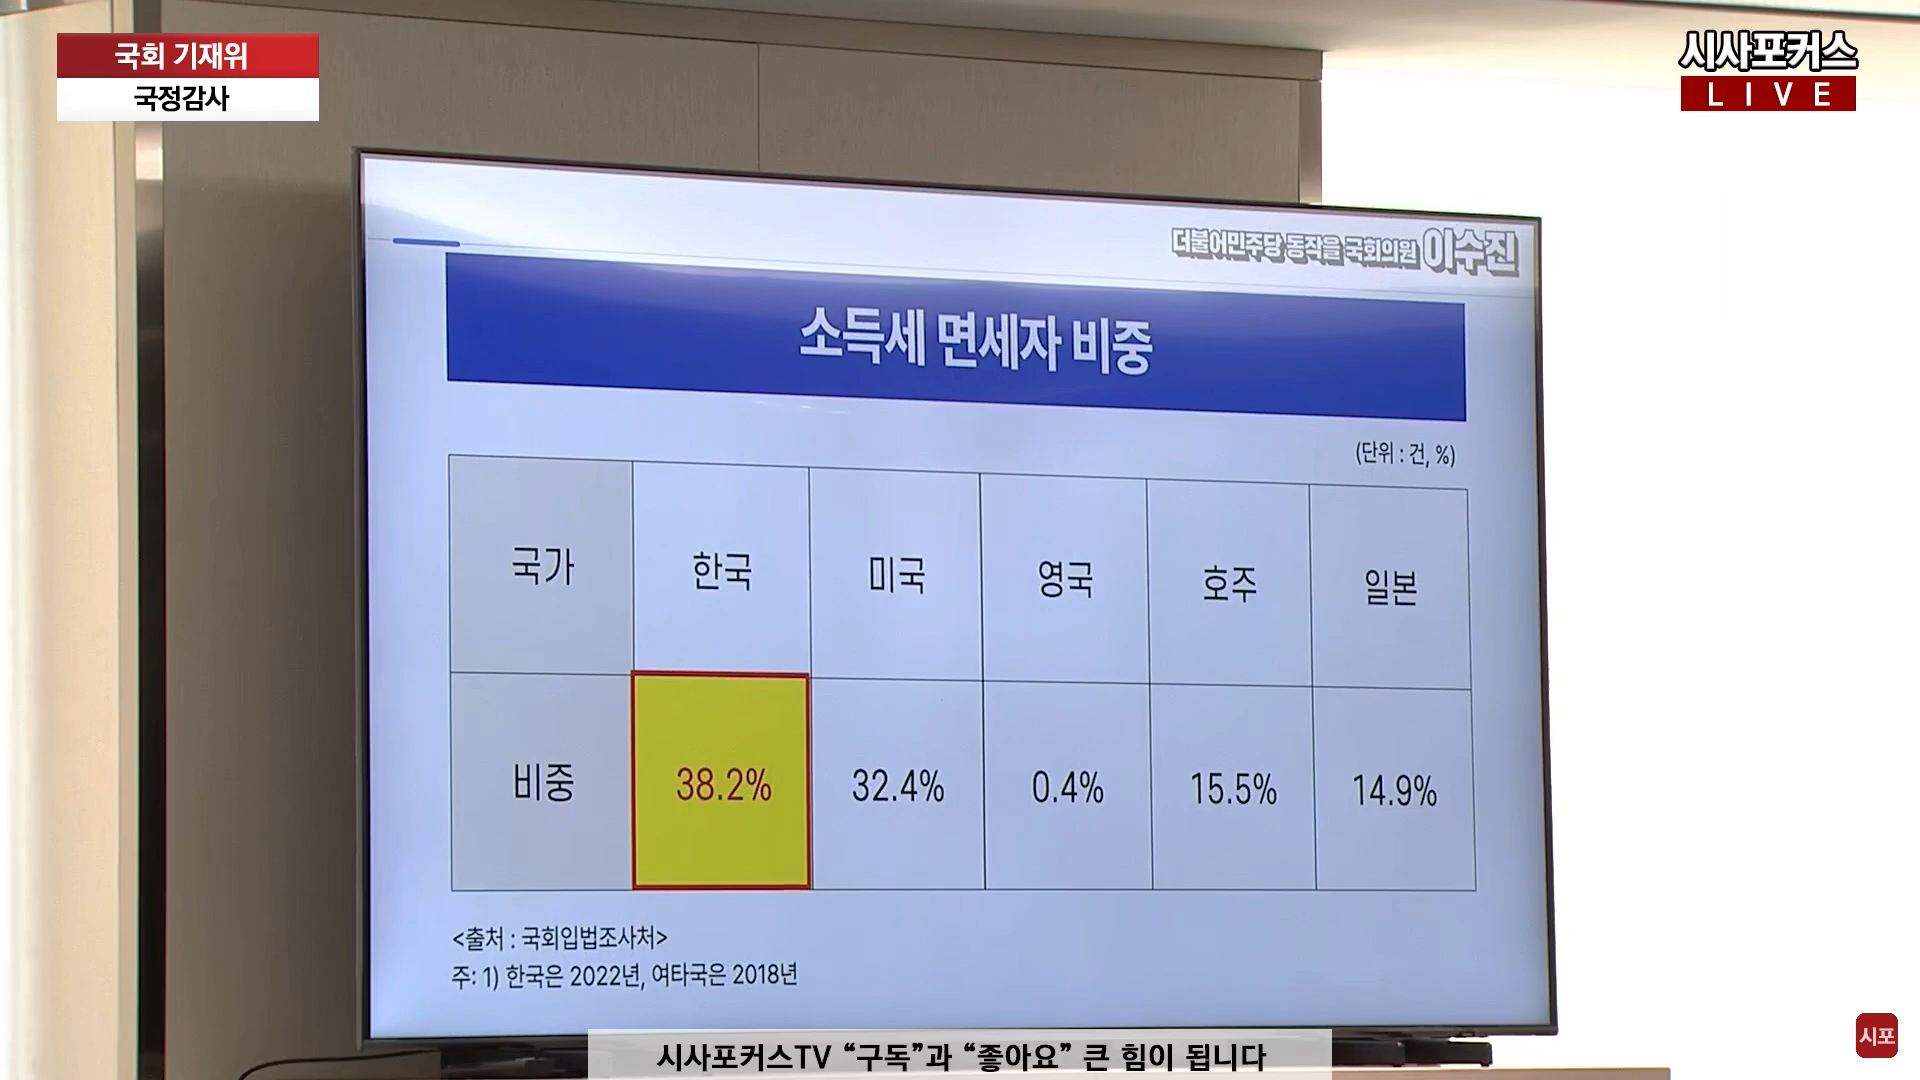 국회 기재위
국정감사
시사포커스
LIVE
더불어민주당 동작을 국회의원 이수진
소득세 면세자 비중
(단위 : 건, %)
국가 한국 미국 영국 호주 일본
비중 38.2% 32.4% 0.4% 15.5% 14.9%
<출처 : 국회입법조사처>
주: 1) 한국은 2022년, 여타국은 2018년
시사포커스TV “구독”과 “좋아요” 큰 힘이 됩니다
시포